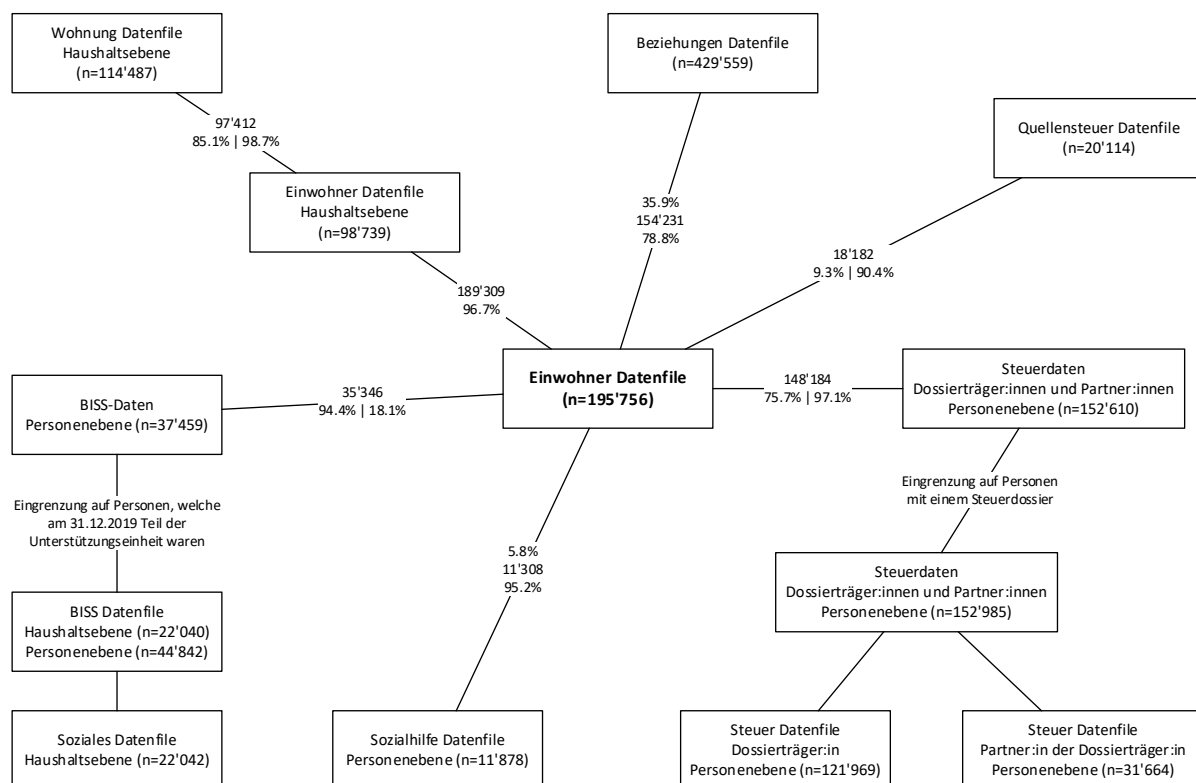 Wohnung Datenfile
Haushaltsebene
(n=114'487)
Beziehungen Datenfile
(n=429'559)
Quellensteuer Datenfile
(n=20'114)
97'412
85.1% | 98.7%
Einwohner Datenfile
Haushaltsebene
(n=98'739)
35.9%
154'231
78.8%
18'182
9.3% | 90.4%
189'309
96.7%
Einwohner Datenfile
(n=195'756)
35'346
94.4% | 18.1%
148'184
75.7% | 97.1%
BISS-Daten
Personenebene (n=37'459)
Steuerdaten
Dossierträger:innen und Partner:innen
Personenebene (n=152'610)
Eingrenzung auf Personen, welche
am 31.12.2019 Teil der
Unterstützungseinheit waren
Eingrenzung auf Personen
mit einem Steuerdossier
5.8%
11'308
95.2%
BISS Datenfile
Haushaltsebene (n=22'040)
Personenebene (n=44'842)
Steuerdaten
Dossierträger:innen und Partner:innen
Personenebene (n=152'985)
Soziales Datenfile
Haushaltsebene (n=22'042)
Sozialhilfe Datenfile
Personenebene (n=11'878)
Steuer Datenfile
Dossierträger:in
Personenebene (n=121'969)
Steuer Datenfile
Partner:in der Dossierträger:in
Personenebene (n=31'664)